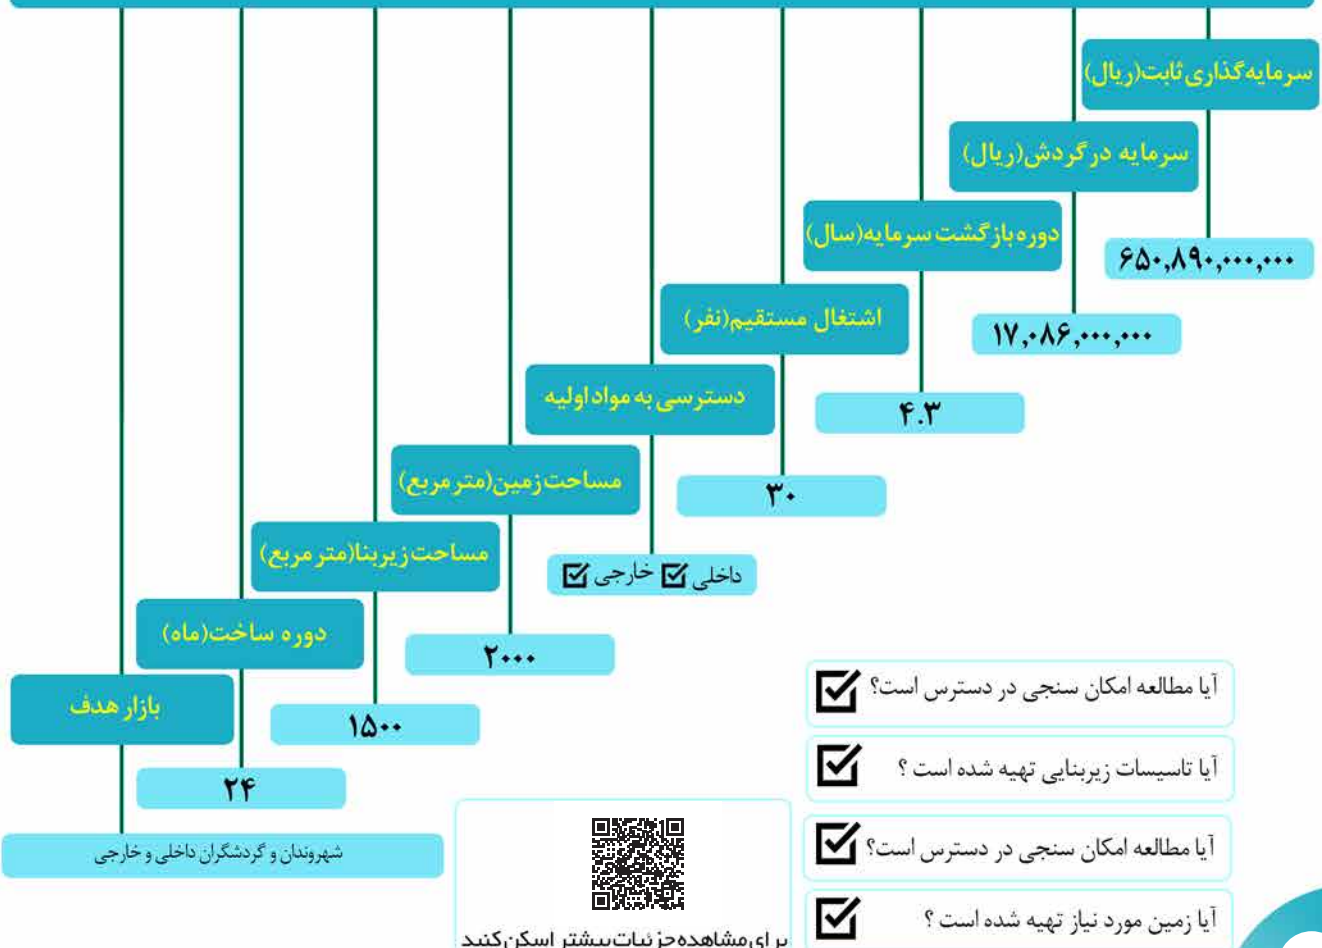 سرمایه‌گذاری ثابت(ریال)
۶۵۰,۸۹۰,۰۰۰,۰۰۰
سرمایه در گردش(ریال)
۱۷,۰۸۶,۰۰۰,۰۰۰
دوره بازگشت سرمایه(سال)
۴.۳
اشتغال مستقیم(نفر)
۳۰
دسترسی به مواد اولیه
داخلی ☑ خارجی ☑
مساحت زمین(متر مربع)
۲۰۰۰
مساحت زیربنا(متر مربع)
۱۵۰۰
دوره ساخت(ماه)
۲۴
بازار هدف
شهروندان و گردشگران داخلی و خارجی
آیا مطالعه امکان سنجی در دسترس است؟ ☑
آیا تاسیسات زیربنایی تهیه شده است ؟ ☑
آیا مطالعه امکان سنجی در دسترس است؟ ☑
آیا زمین مورد نیاز تهیه شده است ؟ ☑
برای مشاهده جزئیات بیشتر اسکن کنید